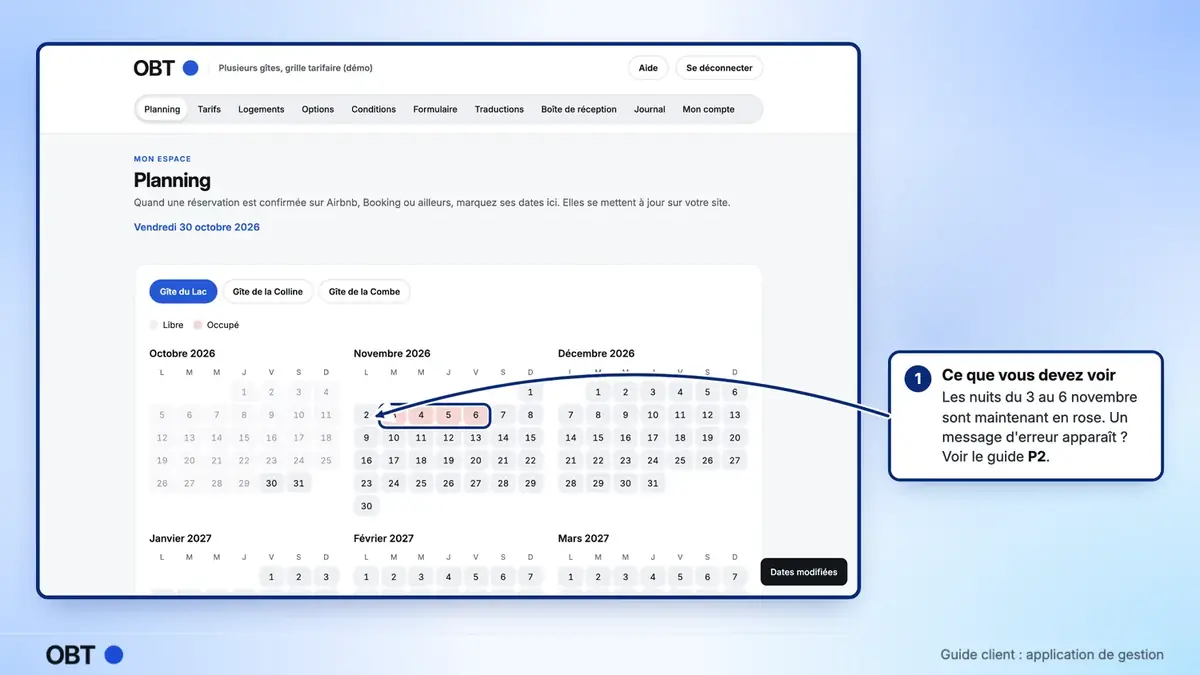 OBT
Plusieurs gîtes, grille tarifaire (démo)
Aide
Se déconnecter
Planning Tarifs Logements Options Conditions Formulaire Traductions Boîte de réception Journal Mon compte
MON ESPACE
Planning
Quand une réservation est confirmée sur Airbnb, Booking ou ailleurs, marquez ses dates ici. Elles se mettent à jour sur votre site.
Vendredi 30 octobre 2026
Gîte du Lac Gîte de la Colline Gîte de la Combe
Libre Occupé
Octobre 2026
L M M J V S D
1 2 3 4
5 6 7 8 9 10 11
12 13 14 15 16 17 18
19 20 21 22 23 24 25
26 27 28 29 30 31
Novembre 2026
L M M J V S D
1
2 4 5 6 7 8
9 10 11 12 13 14 15
16 17 18 19 20 21 22
23 24 25 26 27 28 29
30
Décembre 2026
L M M J V S D
1 2 3 4 5 6
7 8 9 10 11 12 13
14 15 16 17 18 19 20
21 22 23 24 25 26 27
28 29 30 31
Janvier 2027
L M M J V S D
1 2 3
Février 2027
L M M J V S D
1 2 3 4 5 6 7
Mars 2027
L M M J V S D
1 2 3 4 5 6 7
Dates modifiées
1
Ce que vous devez voir
Les nuits du 3 au 6 novembre
sont maintenant en rose. Un
message d'erreur apparaît ?
Voir le guide P2.
OBT
Guide client : application de gestion